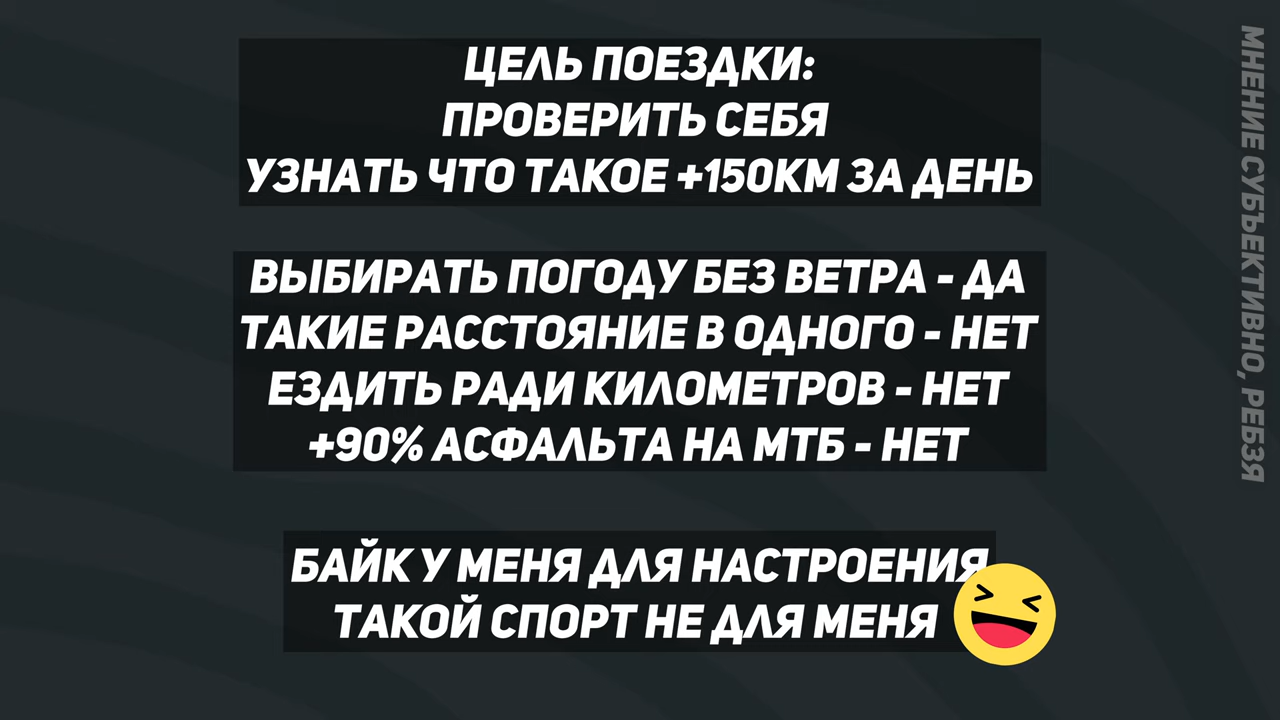 ЦЕЛЬ ПОЕЗДКИ:
ПРОВЕРИТЬ СЕБЯ
УЗНАТЬ ЧТО ТАКОЕ +150КМ ЗА ДЕНЬ
ВЫБИРАТЬ ПОГОДУ БЕЗ ВЕТРА - ДА
ТАКИЕ РАССТОЯНИЕ В ОДНОГО - НЕТ
ЕЗДИТЬ РАДИ КИЛОМЕТРОВ - НЕТ
+90% АСФАЛЬТА НА МТБ - НЕТ
БАЙК У МЕНЯ ДЛЯ НАСТРОЕНИЯ
ТАКОЙ СПОРТ НЕ ДЛЯ МЕНЯ
МНЕНИЕ СУБЪЕКТИВНО, РЕБЗЯ